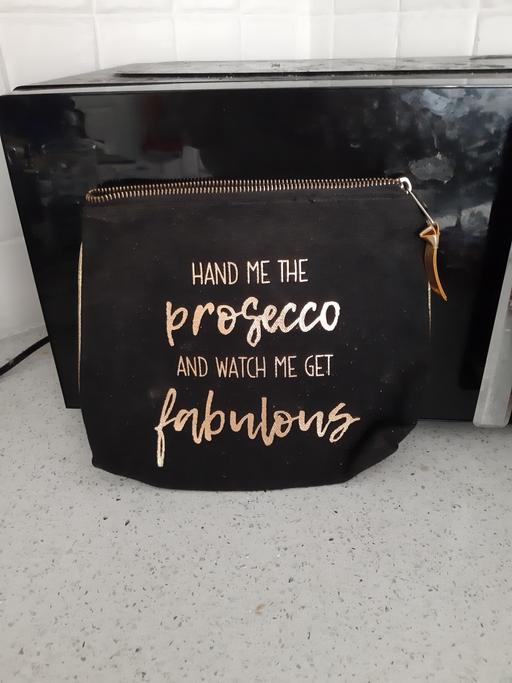 HAND ME THE
prosecco
AND WATCH ME GET
fabulous